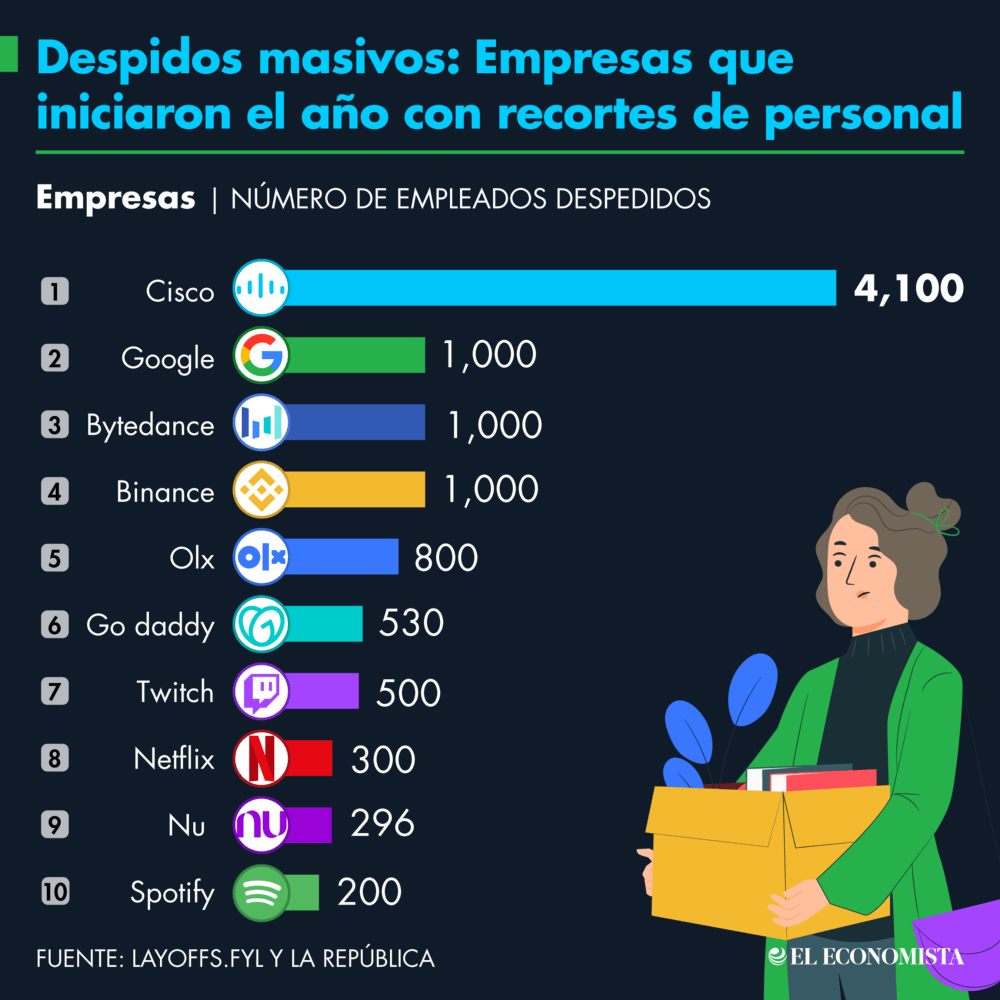 Despidos masivos: Empresas que
iniciaron el año con recortes de personal
Empresas | NÚMERO DE EMPLEADOS DESPEDIDOS
1 Cisco 4,100
2 Google G 1,000
3 Bytedance 1,000
4 Binance 1,000
5 Olx olx 800
6 Go daddy 530
7 Twitch 500
8 Netflix N 300
9 Nu nu 296
10 Spotify 200
FUENTE: LAYOFFS.FYL Y LA REPÚBLICA
EL ECONOMISTA